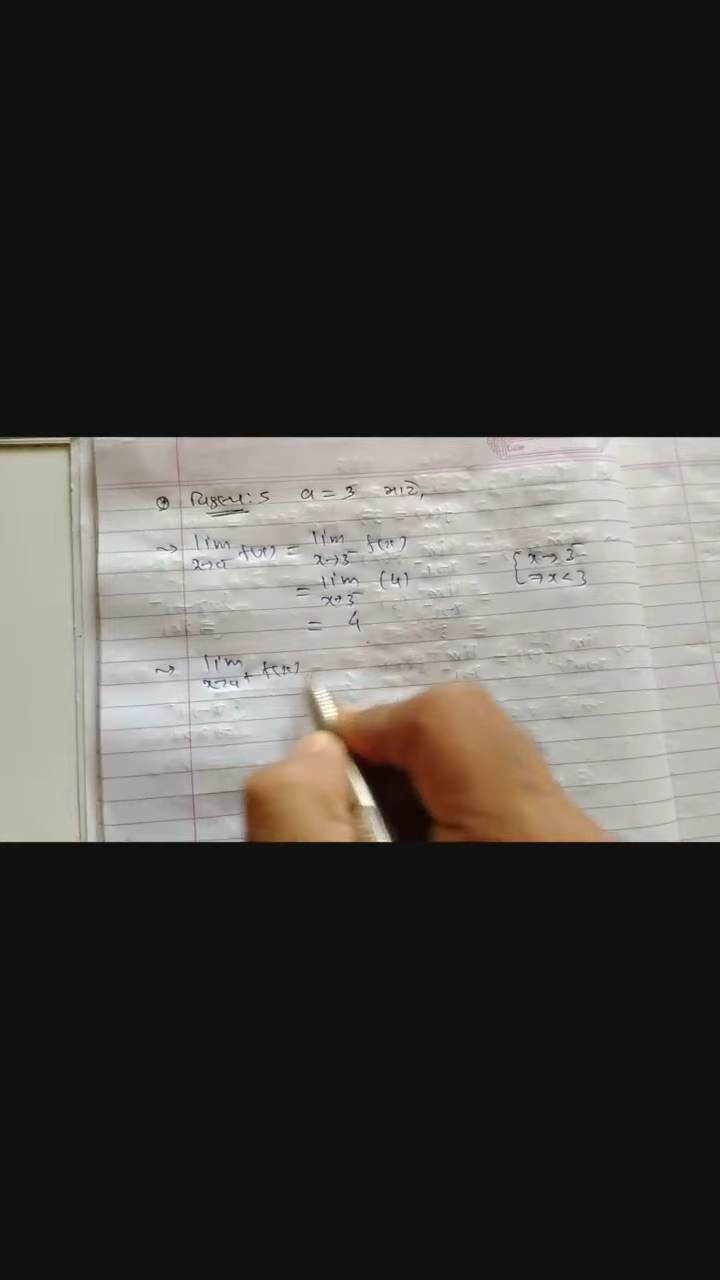 વિકલ્પ:5 a = 3 માટે,
→ lim x→a⁻ f(x) = lim x→3⁻ f(x)
= lim x→3⁻ (4) { x→3⁻
⇒ x<3
= 4
→ lim x→a⁺ f(x)